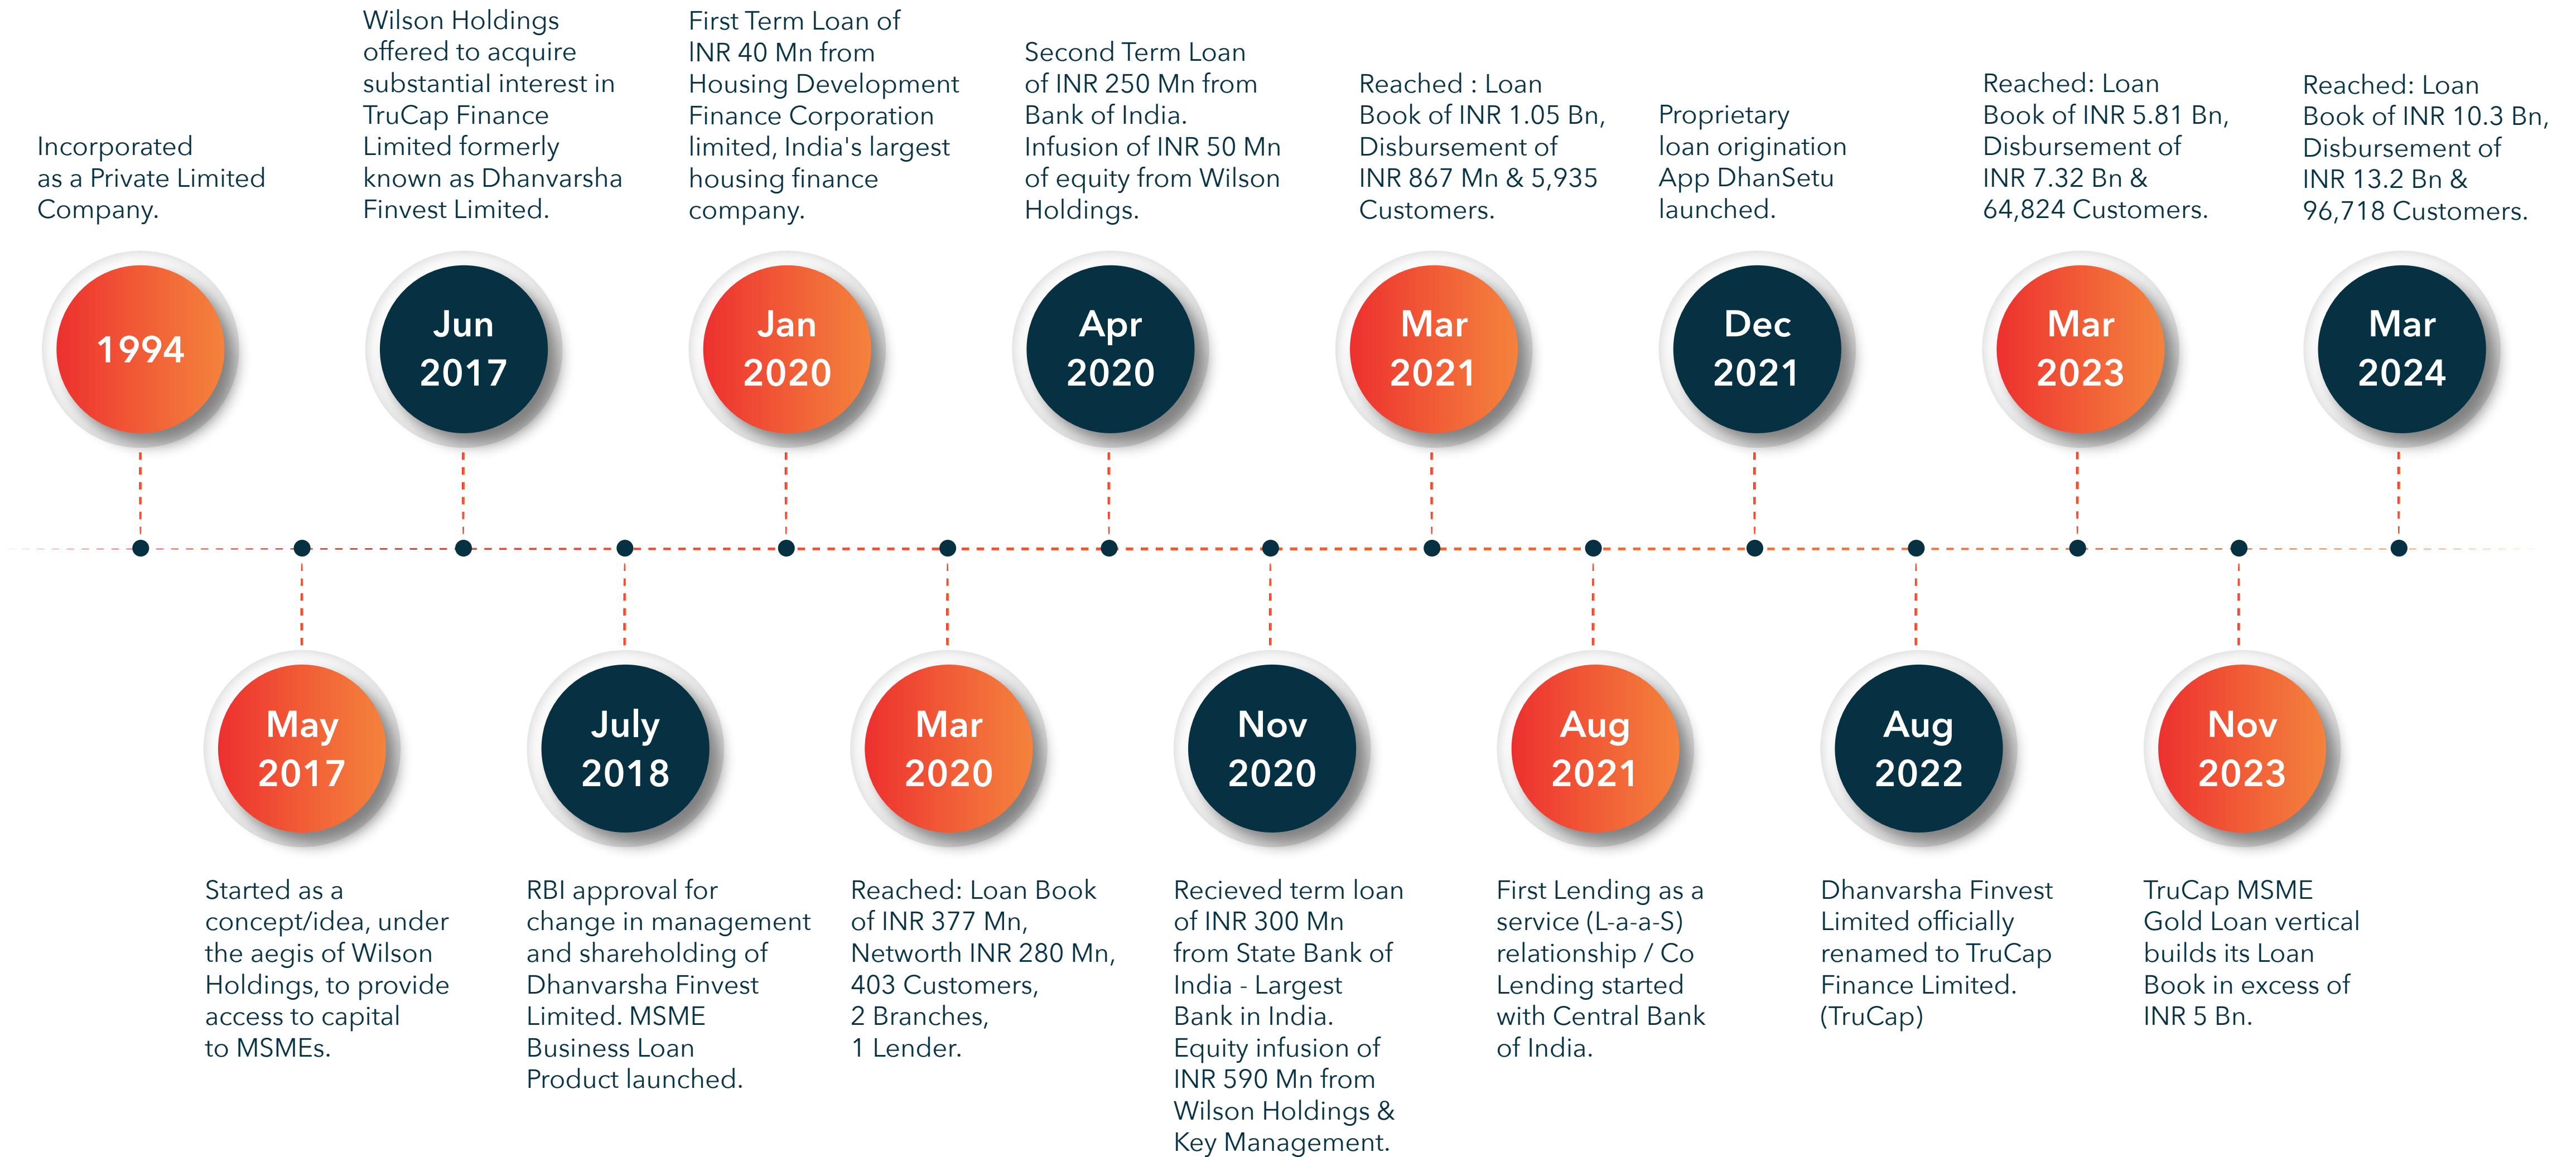 Incorporated
as a Private Limited
Company.
1994
Started as a
concept/idea, under
the aegis of Wilson
Holdings, to provide
access to capital
to MSMEs.
May
2017
Wilson Holdings
offered to acquire
substantial interest in
TruCap Finance
Limited formerly
known as Dhanvarsha
Finvest Limited.
Jun
2017
July
2018
RBI approval for
change in management
and shareholding of
Dhanvarsha Finvest
Limited. MSME
Business Loan
Product launched.
First Term Loan of
INR 40 Mn from
Housing Development
Finance Corporation
limited, India's largest
housing finance
company.
Jan
2020
Mar
2020
Reached: Loan Book
of INR 377 Mn,
Networth INR 280 Mn,
403 Customers,
2 Branches,
1 Lender.
Second Term Loan
of INR 250 Mn from
Bank of India.
Infusion of INR 50 Mn
of equity from Wilson
Holdings.
Apr
2020
Nov
2020
Recieved term loan
of INR 300 Mn
from State Bank of
India - Largest
Bank in India.
Equity infusion of
INR 590 Mn from
Wilson Holdings &
Key Management.
Reached : Loan
Book of INR 1.05 Bn,
Disbursement of
INR 867 Mn & 5,935
Customers.
Mar
2021
Aug
2021
First Lending as a
service (L-a-a-S)
relationship / Co
Lending started
with Central Bank
of India.
Proprietary
loan origination
App DhanSetu
launched.
Dec
2021
Aug
2022
Dhanvarsha Finvest
Limited officially
renamed to TruCap
Finance Limited.
(TruCap)
Reached: Loan
Book of INR 5.81 Bn,
Disbursement of
INR 7.32 Bn &
64,824 Customers.
Mar
2023
Nov
2023
TruCap MSME
Gold Loan vertical
builds its Loan
Book in excess of
INR 5 Bn.
Reached: Loan
Book of INR 10.3 Bn,
Disbursement of
INR 13.2 Bn &
96,718 Customers.
Mar
2024